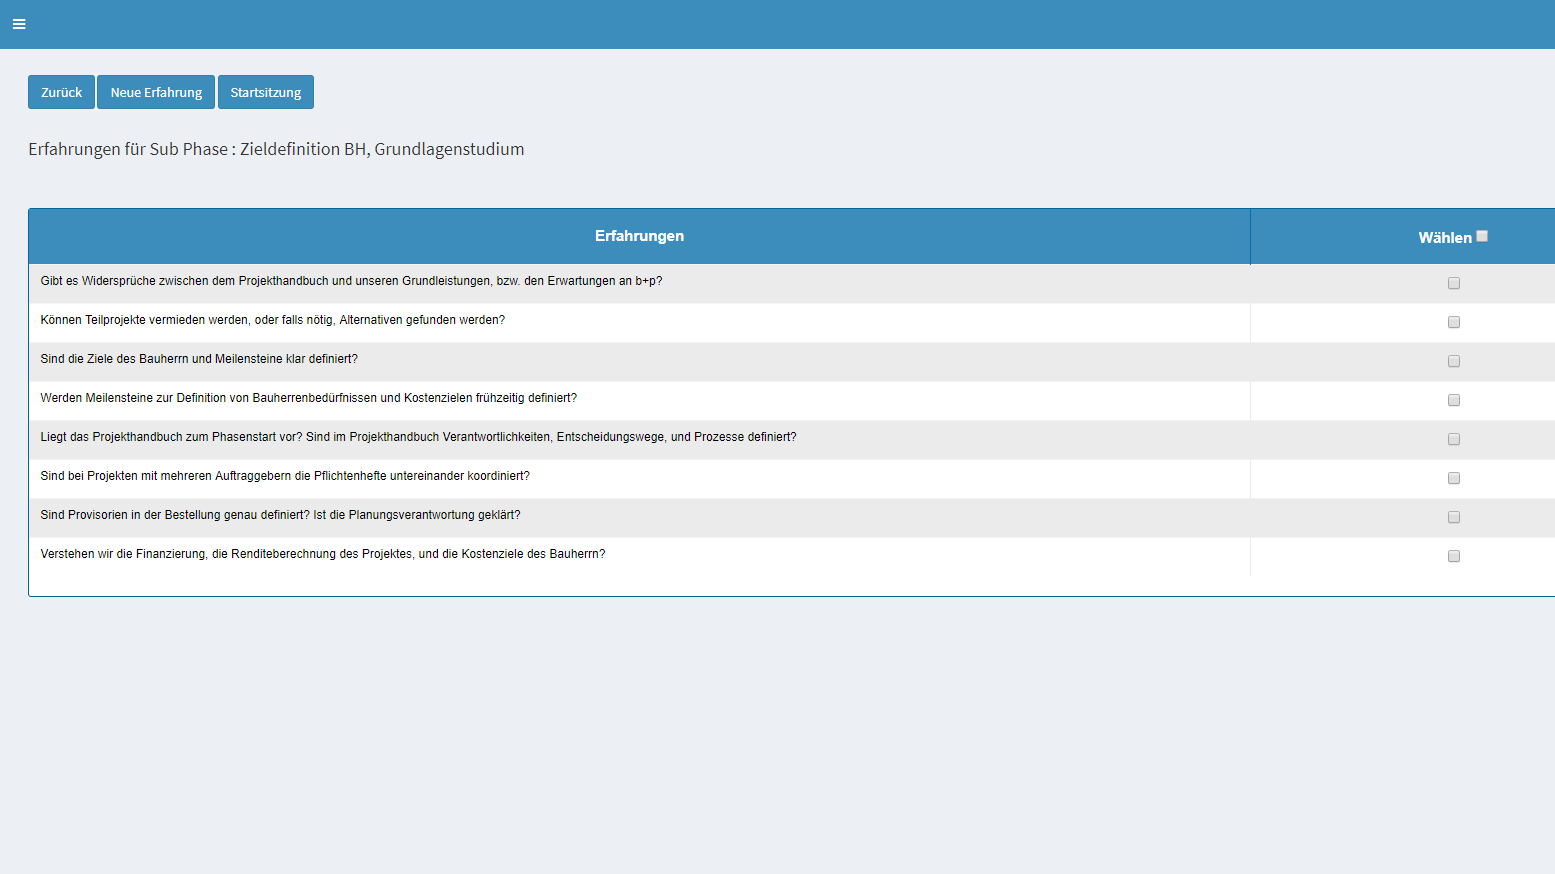 Zurück Neue Erfahrung Startsitzung
Erfahrungen für Sub Phase : Zieldefinition BH, Grundlagenstudium
Erfahrungen Wählen
Gibt es Widersprüche zwischen dem Projekthandbuch und unseren Grundleistungen, bzw. den Erwartungen an b+p?
Können Teilprojekte vermieden werden, oder falls nötig, Alternativen gefunden werden?
Sind die Ziele des Bauherrn und Meilensteine klar definiert?
Werden Meilensteine zur Definition von Bauherrenbedürfnissen und Kostenzielen frühzeitig definiert?
Liegt das Projekthandbuch zum Phasenstart vor? Sind im Projekthandbuch Verantwortlichkeiten, Entscheidungswege, und Prozesse definiert?
Sind bei Projekten mit mehreren Auftraggebern die Pflichtenhefte untereinander koordiniert?
Sind Provisorien in der Bestellung genau definiert? Ist die Planungsverantwortung geklärt?
Verstehen wir die Finanzierung, die Renditeberechnung des Projektes, und die Kostenziele des Bauherrn?